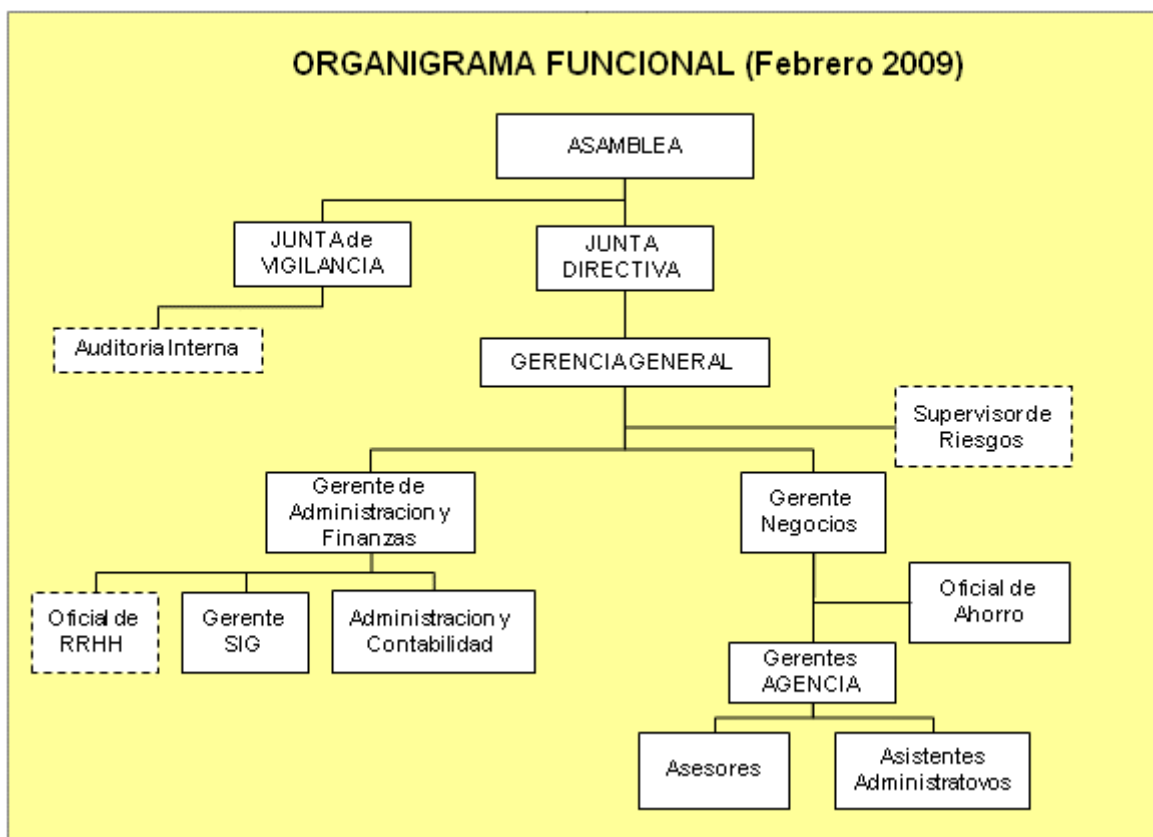 ORGANIGRAMA FUNCIONAL (Febrero 2009)
ASAMBLEA
JUNTA de
VIGILANCIA
JUNTA
DIRECTIVA
Auditoria Interna
GERENCIA GENERAL
Supervisor de
Riesgos
Gerente de
Administracion y
Finanzas
Gerente
Negocios
Oficial de
RRHH
Gerente
SIG
Administracion y
Contabilidad
Oficial de
Ahorro
Gerentes
AGENCIA
Asesores
Asistentes
Administratovos